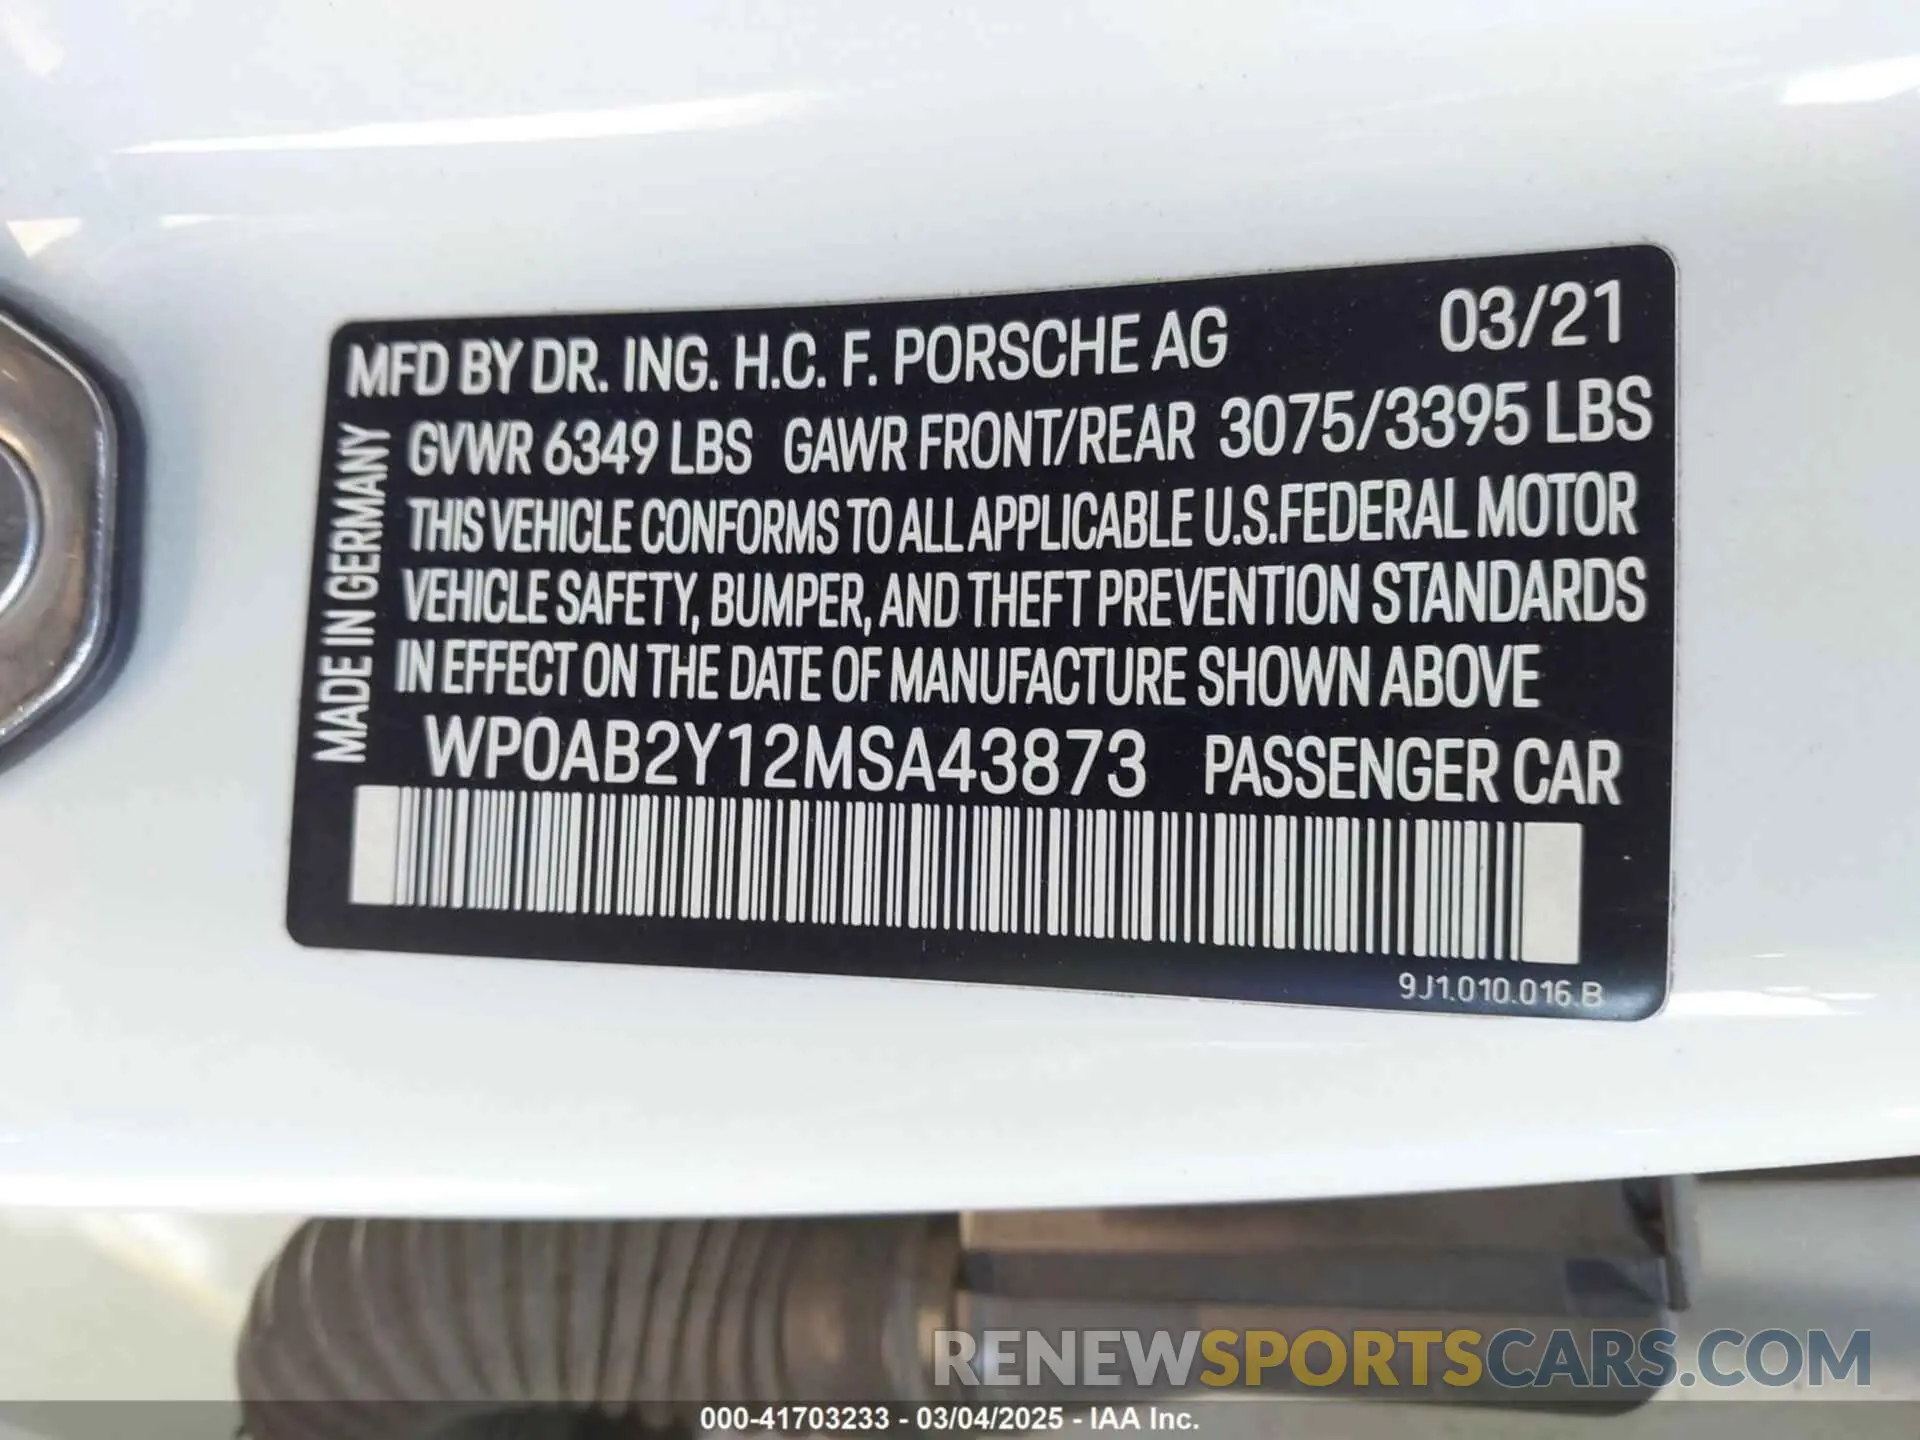 MFD BY DR. ING. H.C. F. PORSCHE AG 03/21
GVWR 6349 LBS GAWR FRONT/REAR 3075/3395 LBS
THIS VEHICLE CONFORMS TO ALL APPLICABLE U.S.FEDERAL MOTOR
VEHICLE SAFETY, BUMPER, AND THEFT PREVENTION STANDARDS
IN EFFECT ON THE DATE OF MANUFACTURE SHOWN ABOVE
WP0AB2Y12MSA43873 PASSENGER CAR
MADE IN GERMANY
9J1.010.016.B
RENEWSPORTSCARS.COM
000-41703233 - 03/04/2025 - IAA Inc.